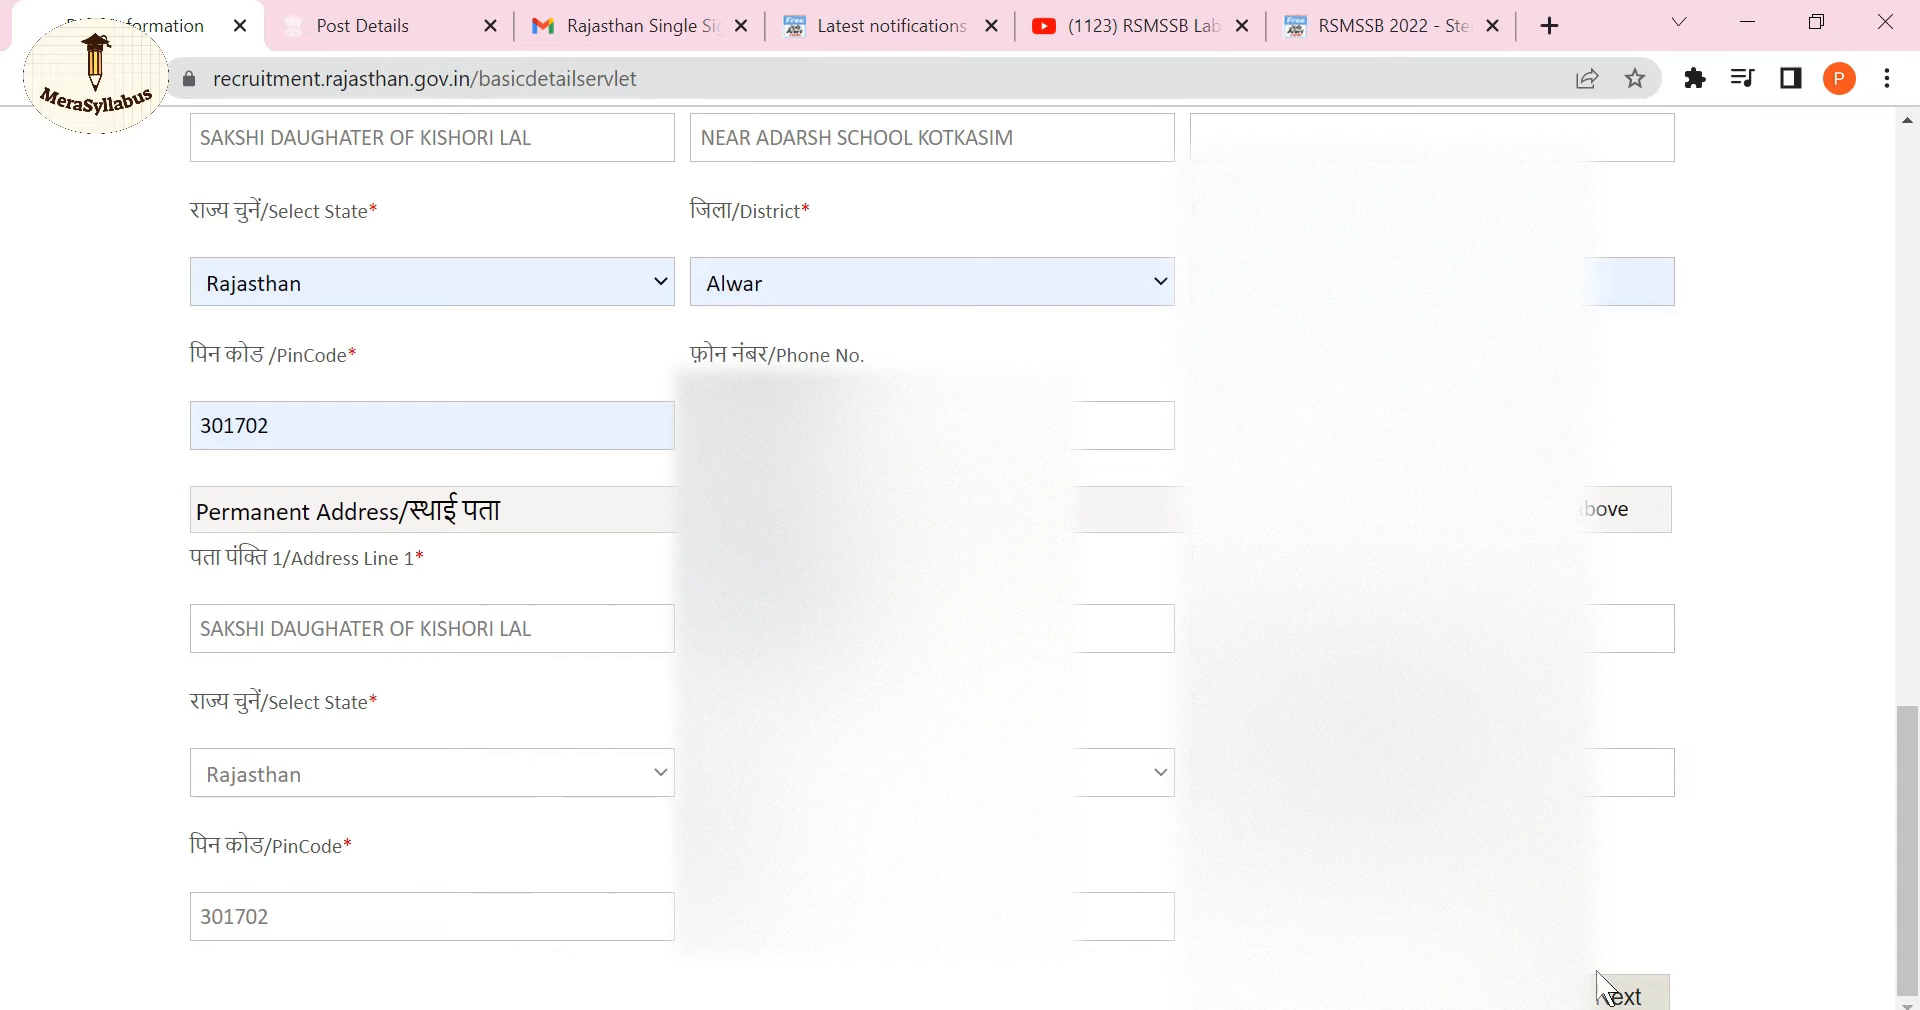 formation
Post Details
Rajasthan Single Sig
Latest notifications
(1123) RSMSSB Lab
RSMSSB 2022 - Ste
MeraSyllabus
recruitment.rajasthan.gov.in/basicdetailservlet
P
SAKSHI DAUGHATER OF KISHORI LAL
NEAR ADARSH SCHOOL KOTKASIM
राज्य चुनें/Select State*
जिला/District*
Rajasthan
Alwar
पिन कोड /PinCode*
फ़ोन नंबर/Phone No.
301702
Permanent Address/स्थाई पता
bove
पता पंक्ति 1/Address Line 1*
SAKSHI DAUGHATER OF KISHORI LAL
राज्य चुनें/Select State*
Rajasthan
पिन कोड/PinCode*
301702
Next